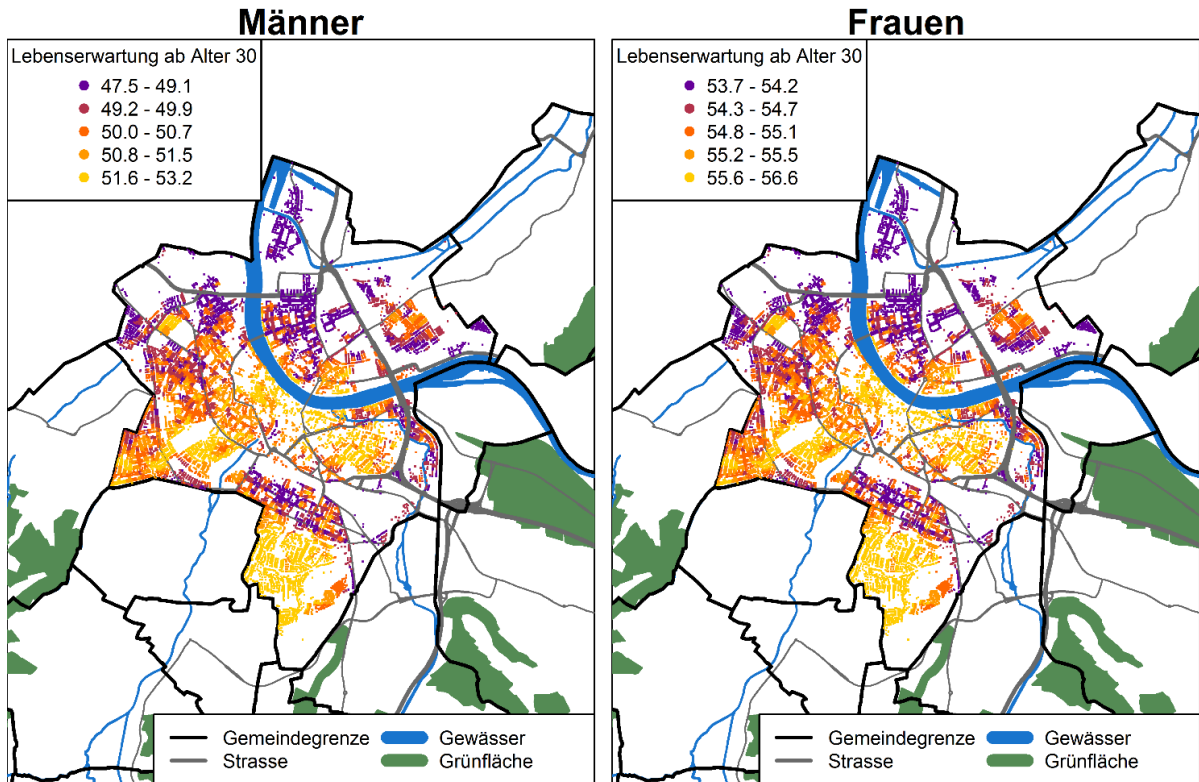 Männer
Lebenserwartung ab Alter 30
47.5 - 49.1
49.2 - 49.9
50.0 - 50.7
50.8 - 51.5
51.6 - 53.2
Gemeindegrenze
Gewässer
Strasse
Grünfläche
Frauen
Lebenserwartung ab Alter 30
53.7 - 54.2
54.3 - 54.7
54.8 - 55.1
55.2 - 55.5
55.6 - 56.6
Gemeindegrenze
Gewässer
Strasse
Grünfläche